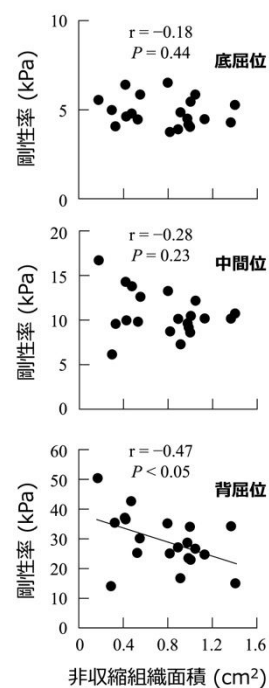 10
r = −0.18
P = 0.44
底屈位
剛性率 (kPa)
5
0
20
r = −0.28
P = 0.23
中間位
15
剛性率 (kPa)
10
5
0
60
r = −0.47
P < 0.05
背屈位
50
40
剛性率 (kPa)
30
20
10
0
0 0.4 0.8 1.2 1.6
非収縮組織面積 (cm²)